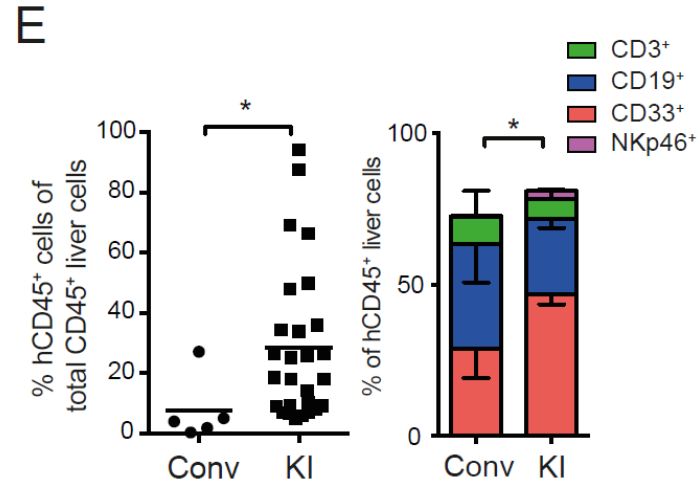 E
% hCD45⁺ cells of
total CD45⁺ liver cells
100
80
60
40
20
0
*
Conv KI
% of hCD45⁺ liver cells
100
50
0
*
Conv KI
CD3⁺
CD19⁺
CD33⁺
NKp46⁺